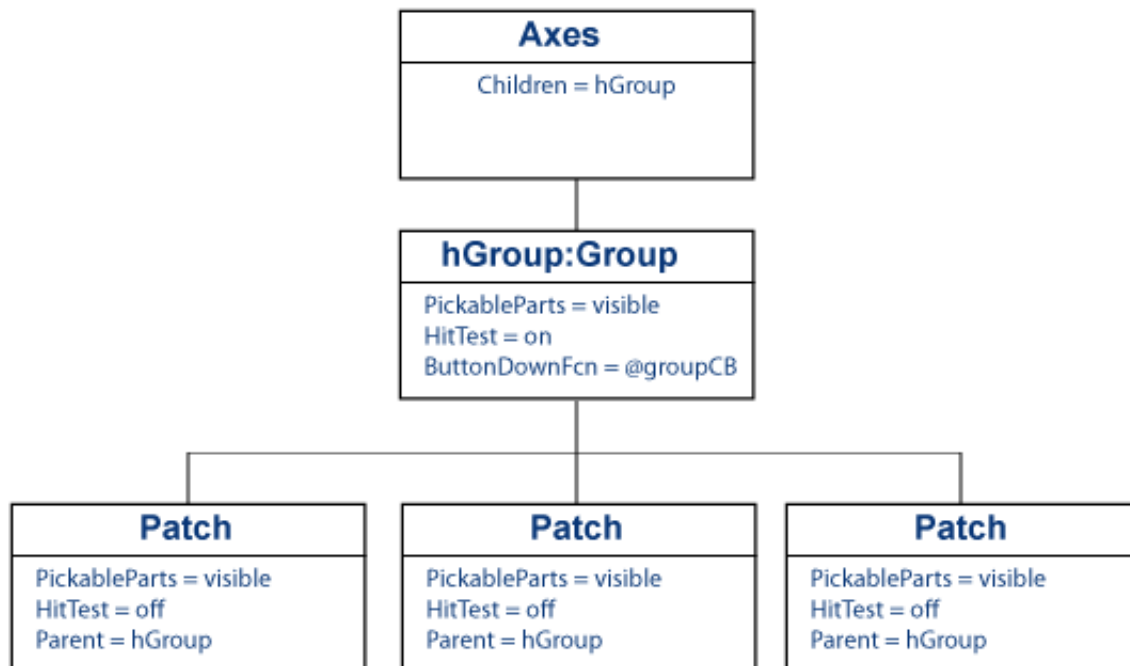 Axes
Children = hGroup
hGroup:Group
PickableParts = visible
HitTest = on
ButtonDownFcn = @groupCB
Patch
PickableParts = visible
HitTest = off
Parent = hGroup
Patch
PickableParts = visible
HitTest = off
Parent = hGroup
Patch
PickableParts = visible
HitTest = off
Parent = hGroup